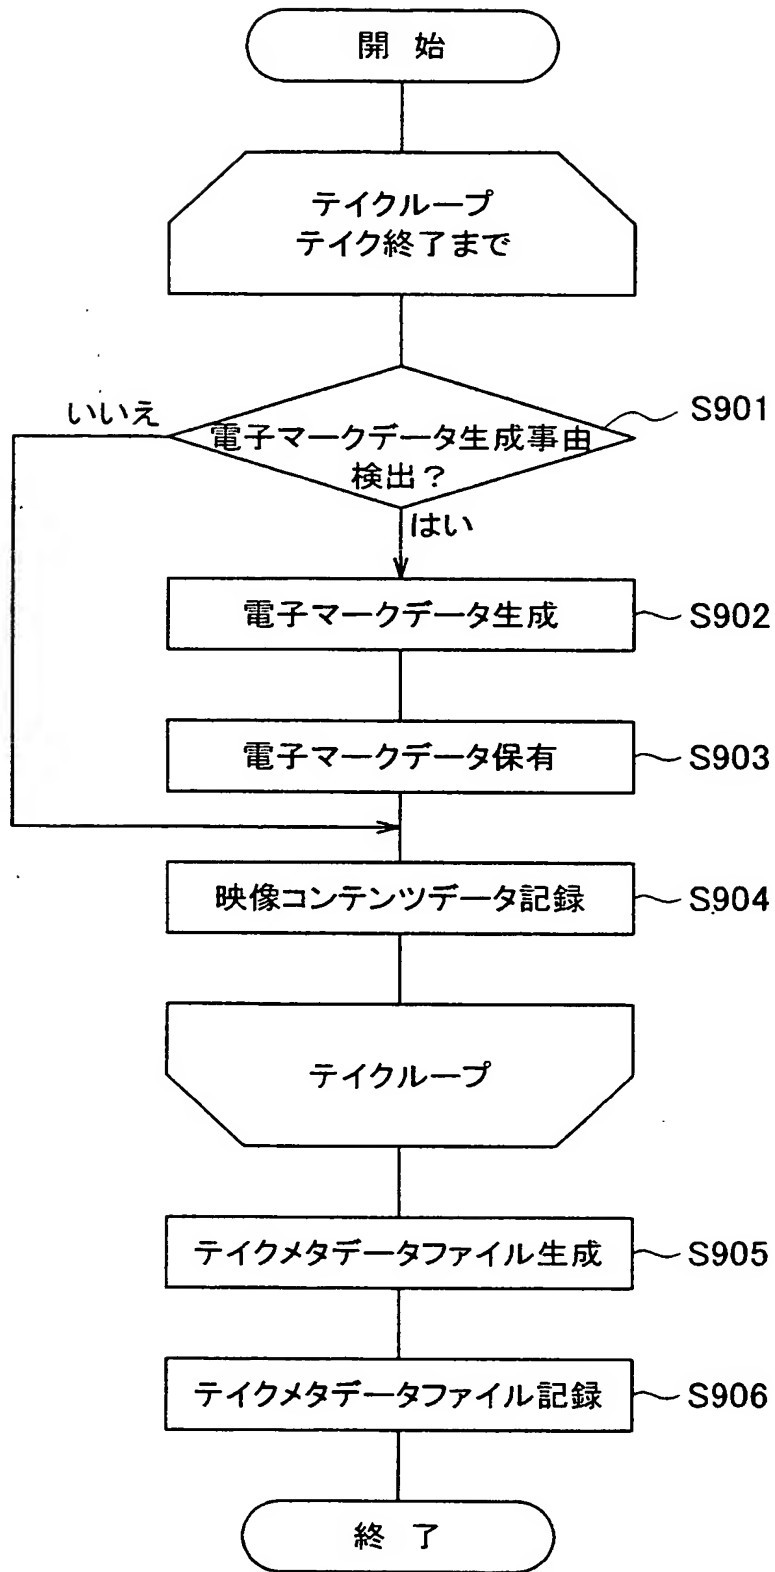 開 始
テイクループ
テイク終了まで
いいえ
電子マークデータ生成事由
検出?
S901
はい
電子マークデータ生成
S902
電子マークデータ保有
S903
映像コンテンツデータ記録
S904
テイクループ
テイクメタデータファイル生成
S905
テイクメタデータファイル記録
S906
終 了